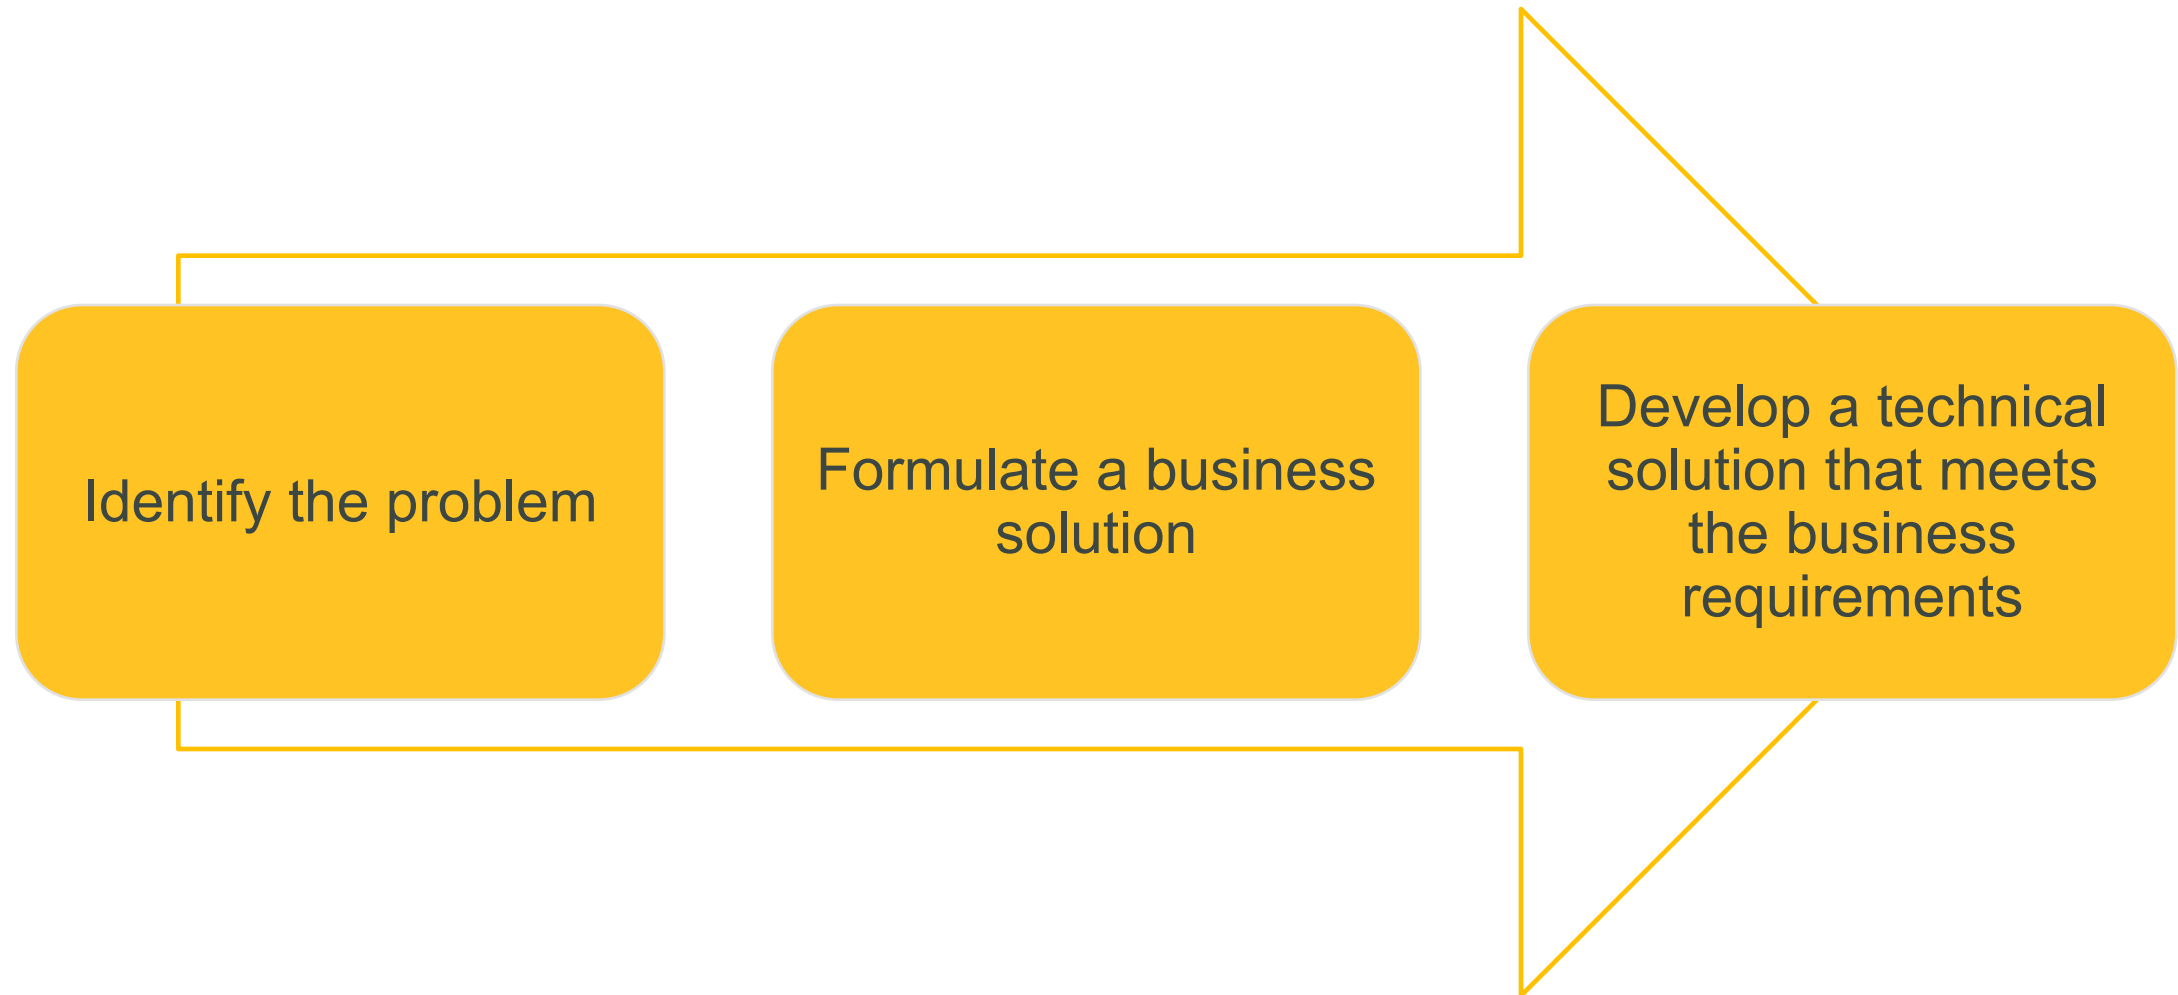 Identify the problem
Formulate a business
solution
Develop a technical
solution that meets
the business
requirements